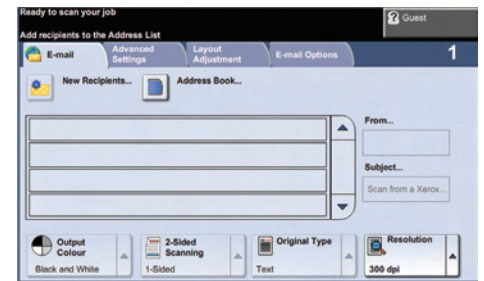 Ready to scan your job
Guest
Add recipients to the Address List
E-mail
Advanced Settings
Layout Adjustment
E-mail Options
1
New Recipients...
Address Book...
From...
Subject...
Scan from a Xerox...
Output Colour
2-Sided Scanning
Original Type
Resolution
Black and White
1-Sided
Text
300 dpi